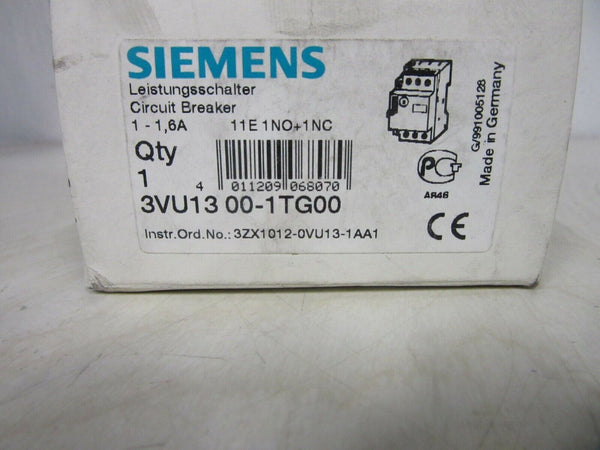 SIEMENS
Leistungsschalter
Circuit Breaker
1 - 1,6A 11E 1NO+1NC
Qty
1
4 011209 068070
3VU13 00-1TG00
Instr.Ord.No.: 3ZX1012-0VU13-1AA1
G/991005128
Made in Germany
PC
AR46
CE